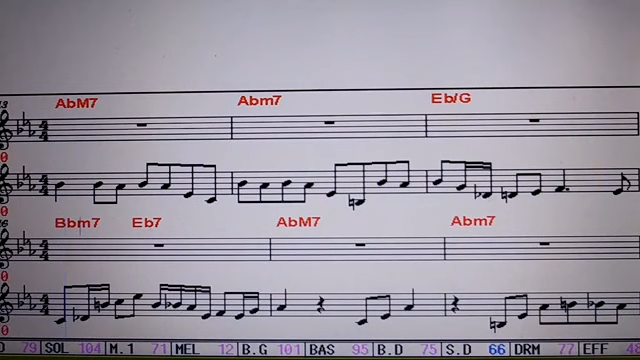 AbM7 Abm7 Eb/G
Bbm7 Eb7 AbM7 Abm7
79 SOL 104 M.1 71 MEL 12 B.G 101 BAS 95 B.D 75 S.D 66 DRM 77 EFF